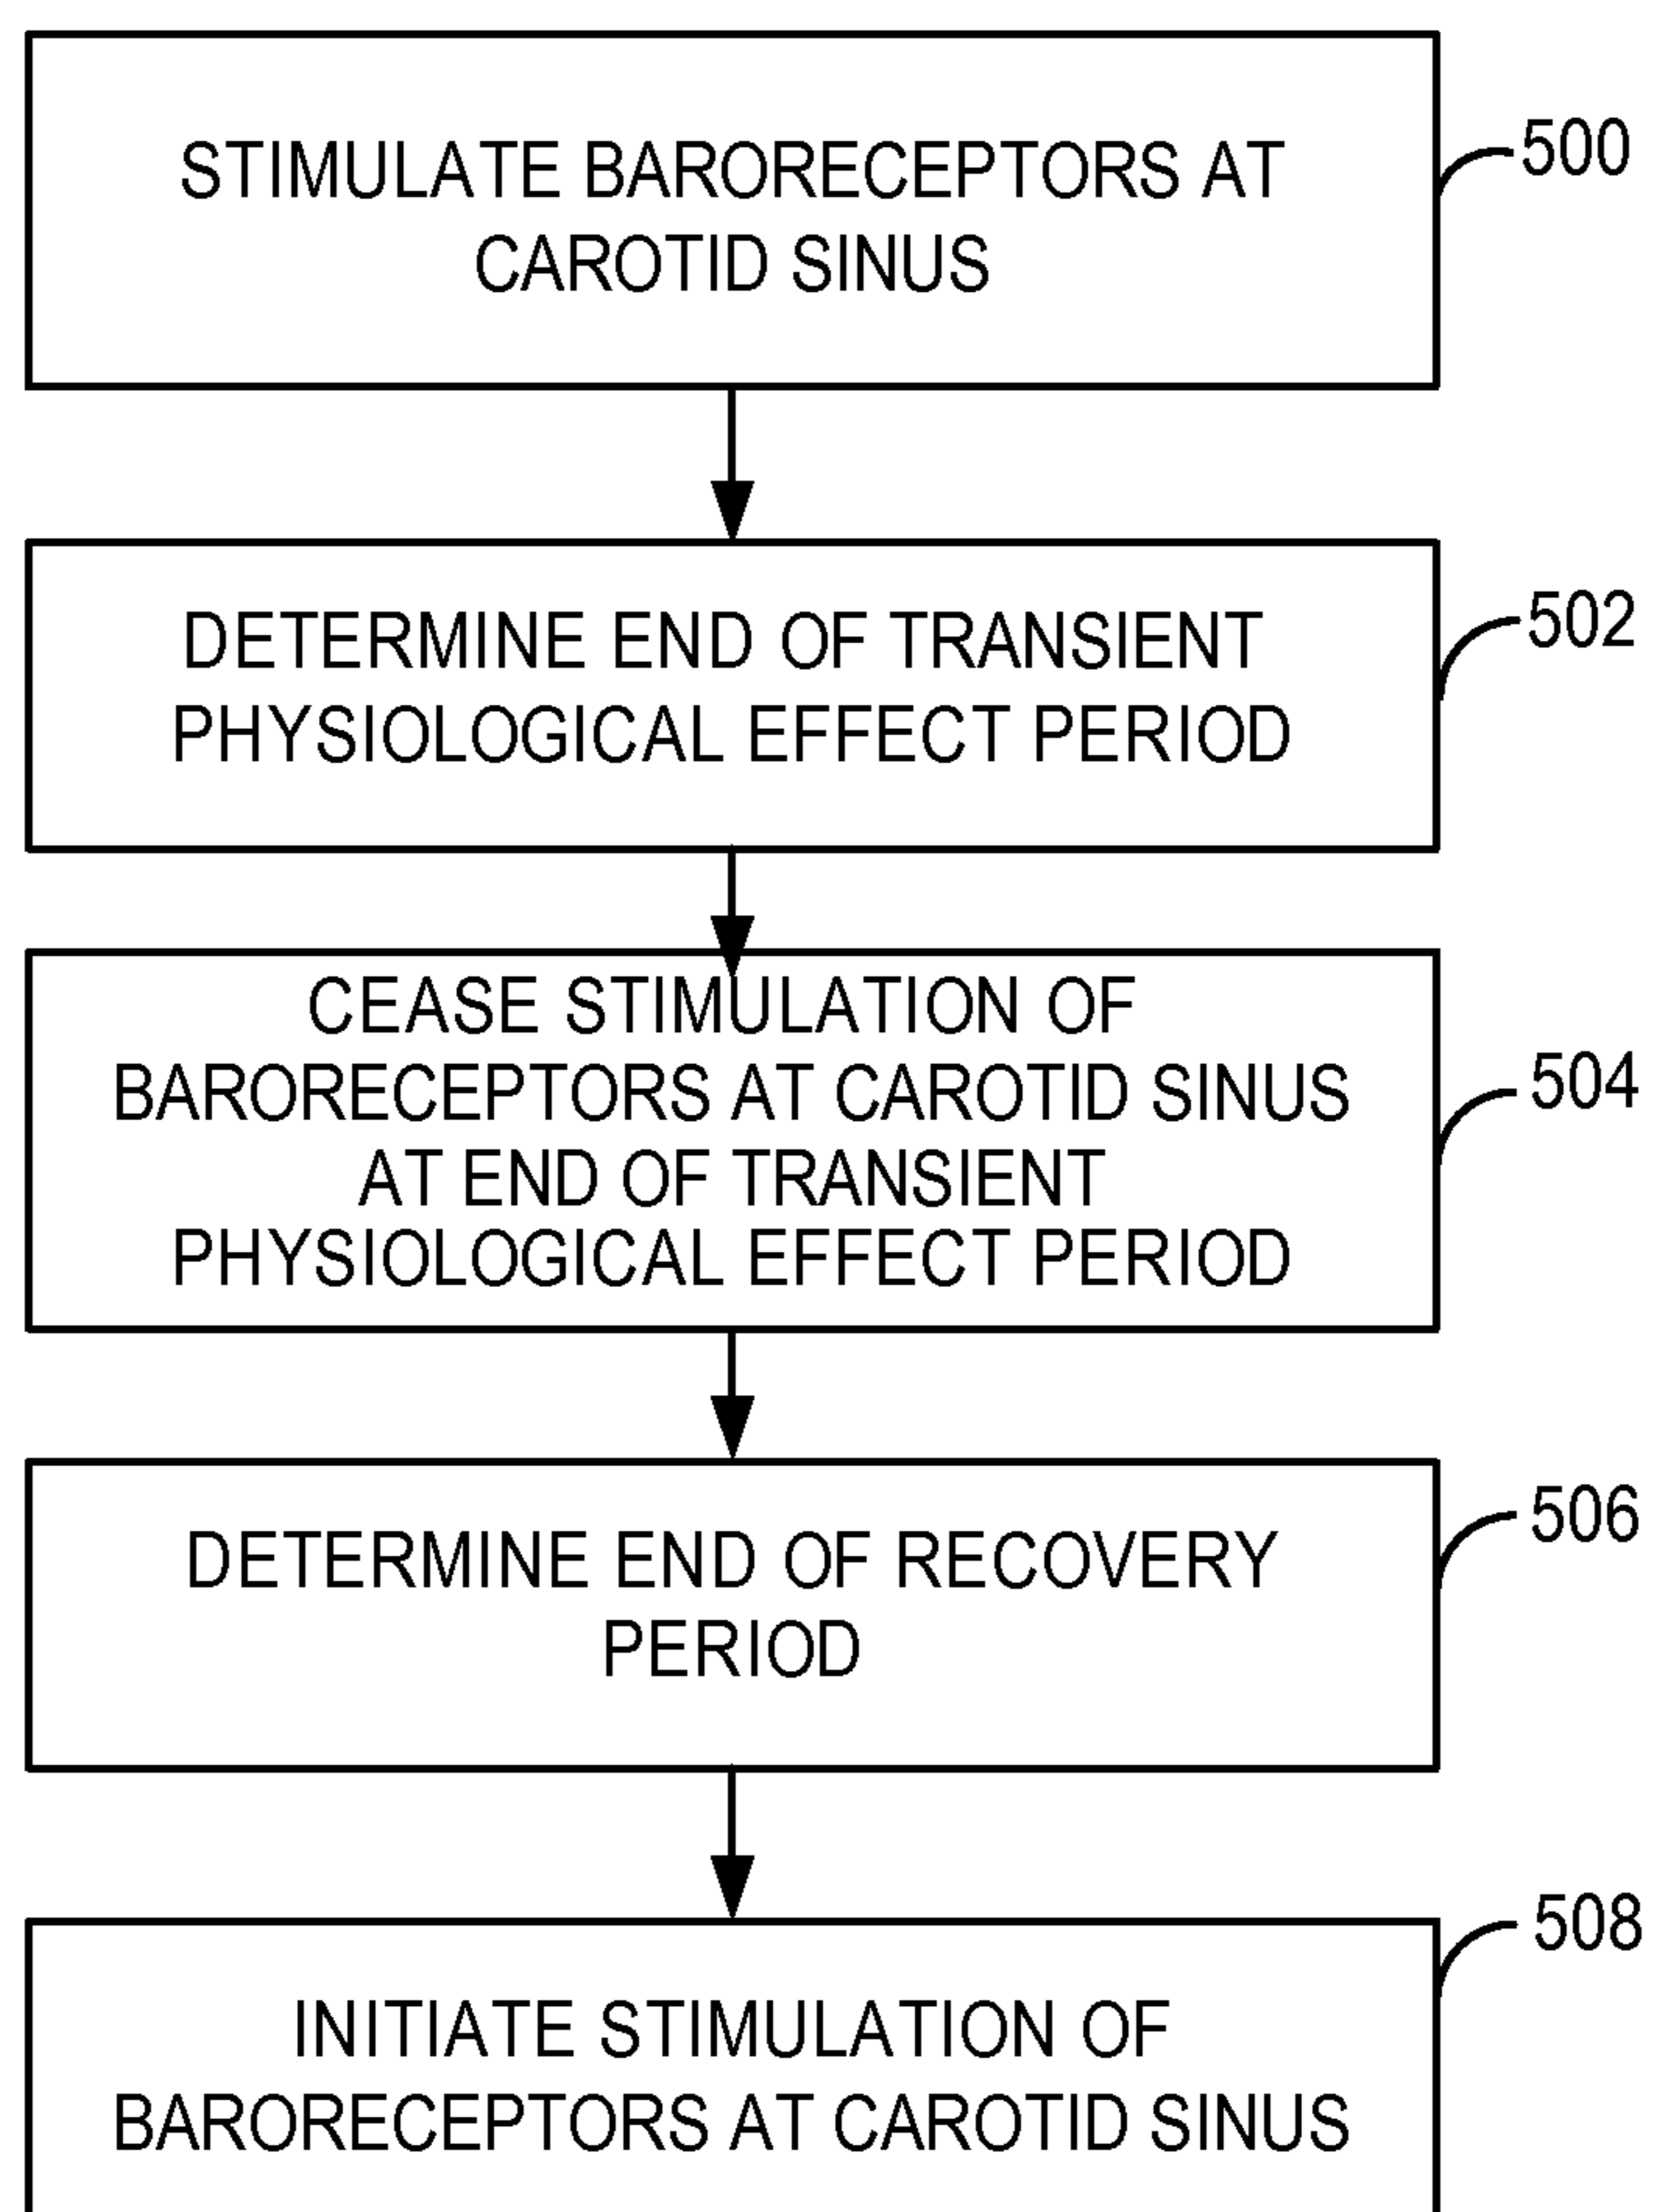 STIMULATE BARORECEPTORS AT
CAROTID SINUS
500
DETERMINE END OF TRANSIENT
PHYSIOLOGICAL EFFECT PERIOD
502
CEASE STIMULATION OF
BARORECEPTORS AT CAROTID SINUS
AT END OF TRANSIENT
PHYSIOLOGICAL EFFECT PERIOD
504
DETERMINE END OF RECOVERY
PERIOD
506
INITIATE STIMULATION OF
BARORECEPTORS AT CAROTID SINUS
508